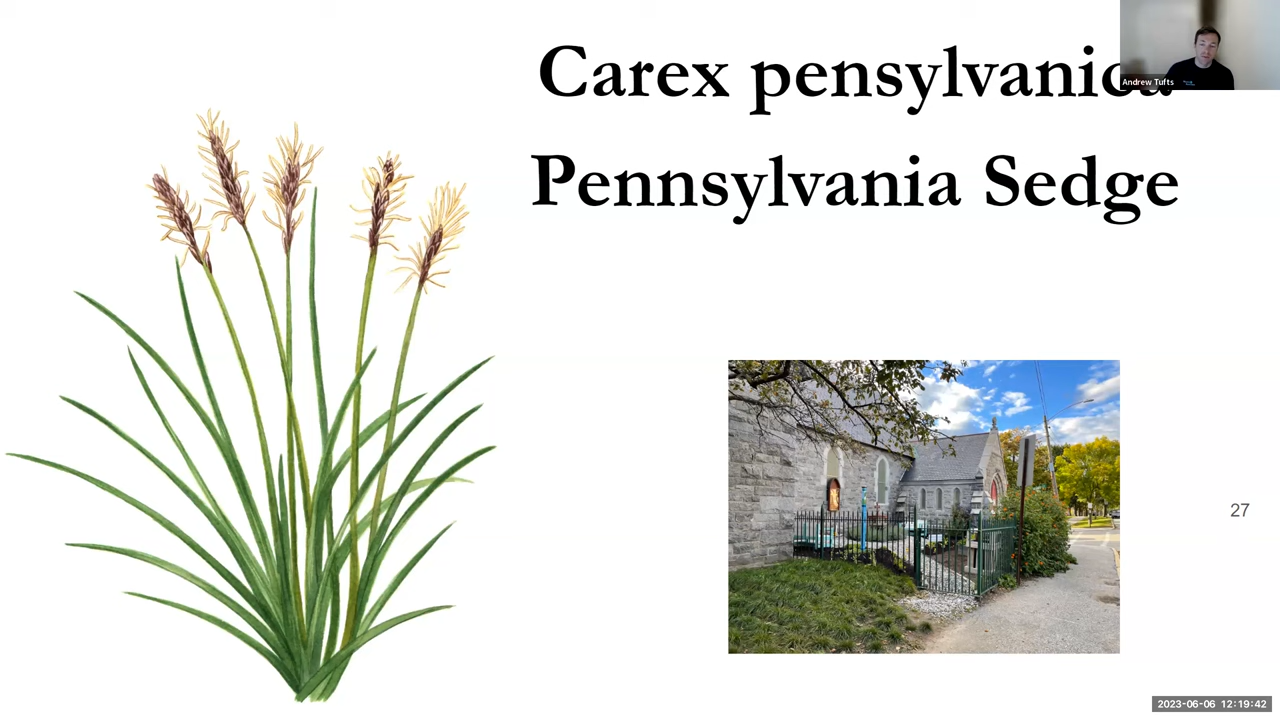 Carex pensylvanica
Pennsylvania Sedge
Andrew Tufts
27
2023-06-06 12:19:42